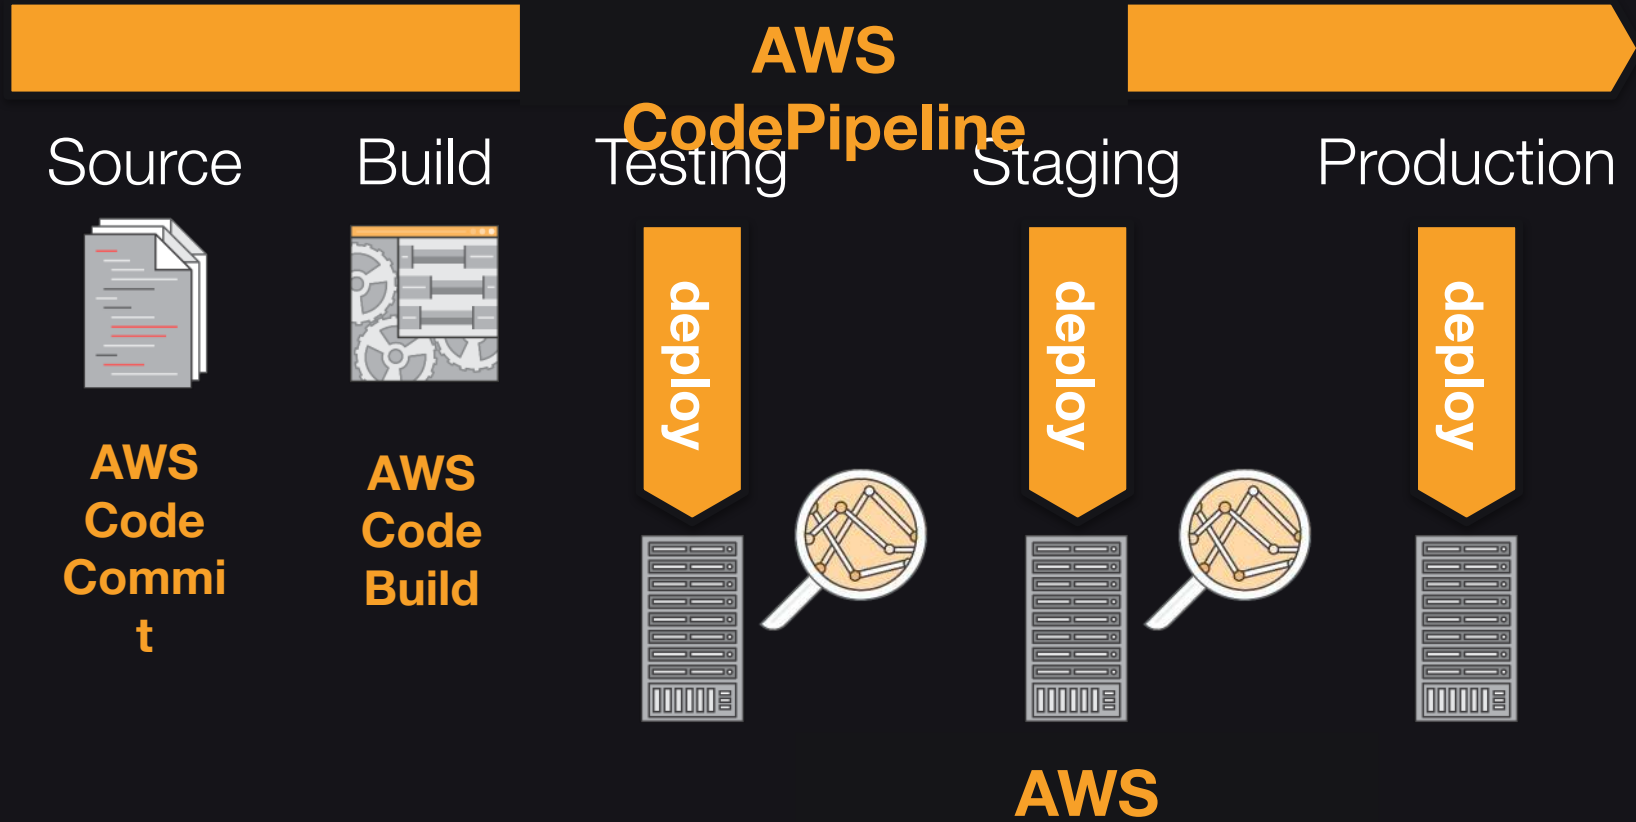 AWS
CodePipeline
Source
Build
Testing
Staging
Production
deploy
deploy
deploy
AWS
Code
Commi
t
AWS
Code
Build
AWS